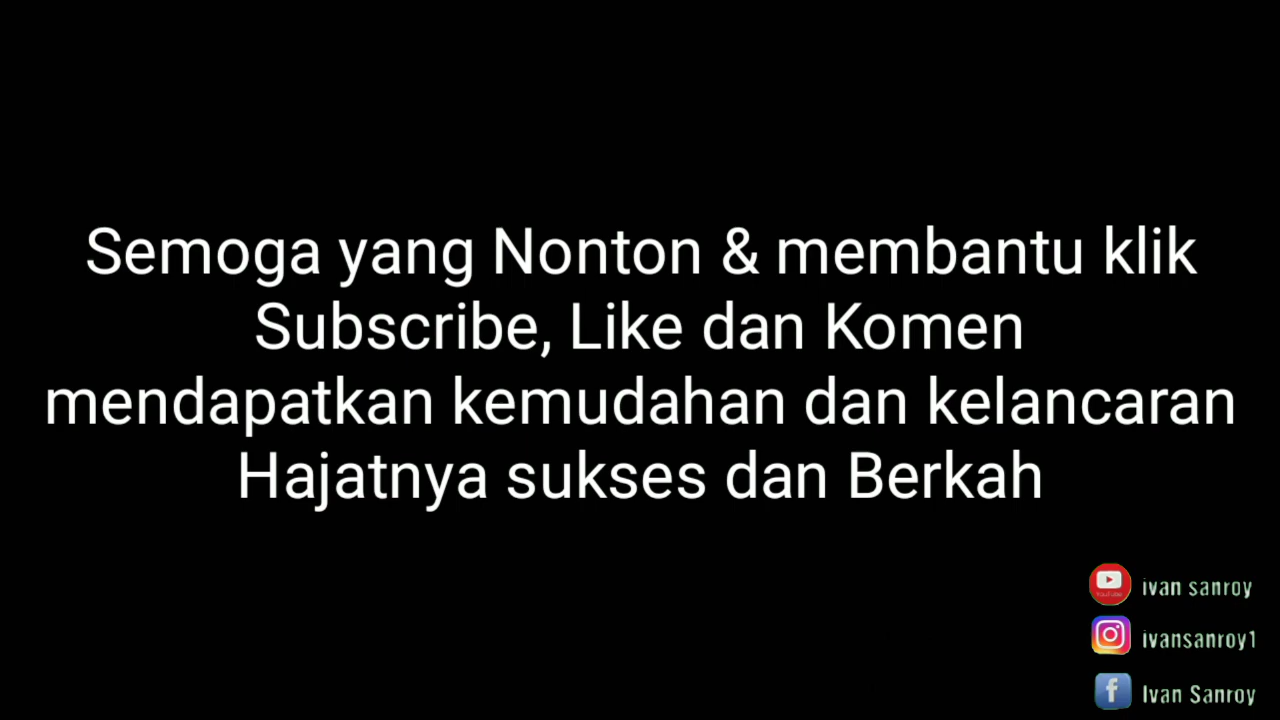 Semoga yang Nonton & membantu klik
Subscribe, Like dan Komen
mendapatkan kemudahan dan kelancaran
Hajatnya sukses dan Berkah
YouTube ivan sanroy
ivansanroy1
f Ivan Sanroy